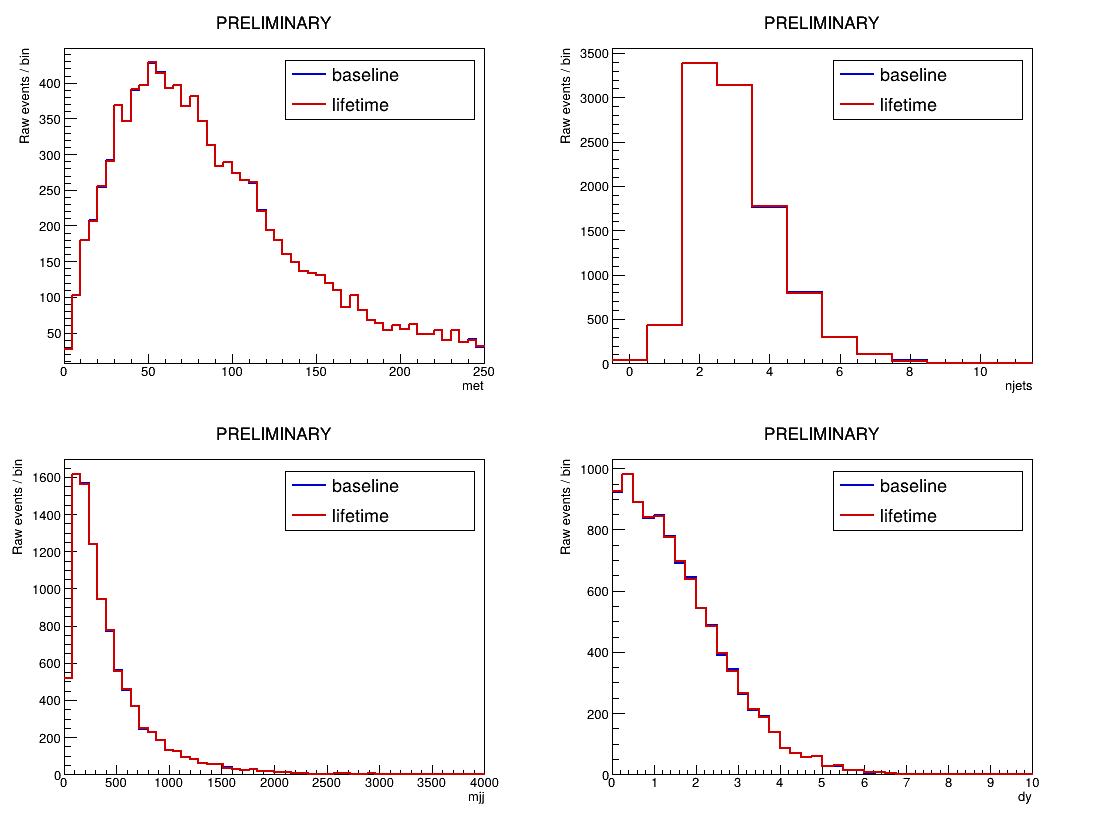 PRELIMINARY
Raw events / bin
400
350
300
250
200
150
100
50
0 50 100 150 200 250
met
baseline
lifetime
PRELIMINARY
Raw events / bin
3500
3000
2500
2000
1500
1000
500
0
0 2 4 6 8 10
njets
baseline
lifetime
PRELIMINARY
Raw events / bin
1600
1400
1200
1000
800
600
400
200
0
0 500 1000 1500 2000 2500 3000 3500 4000
mjj
baseline
lifetime
PRELIMINARY
Raw events / bin
1000
800
600
400
200
0
0 1 2 3 4 5 6 7 8 9 10
dy
baseline
lifetime